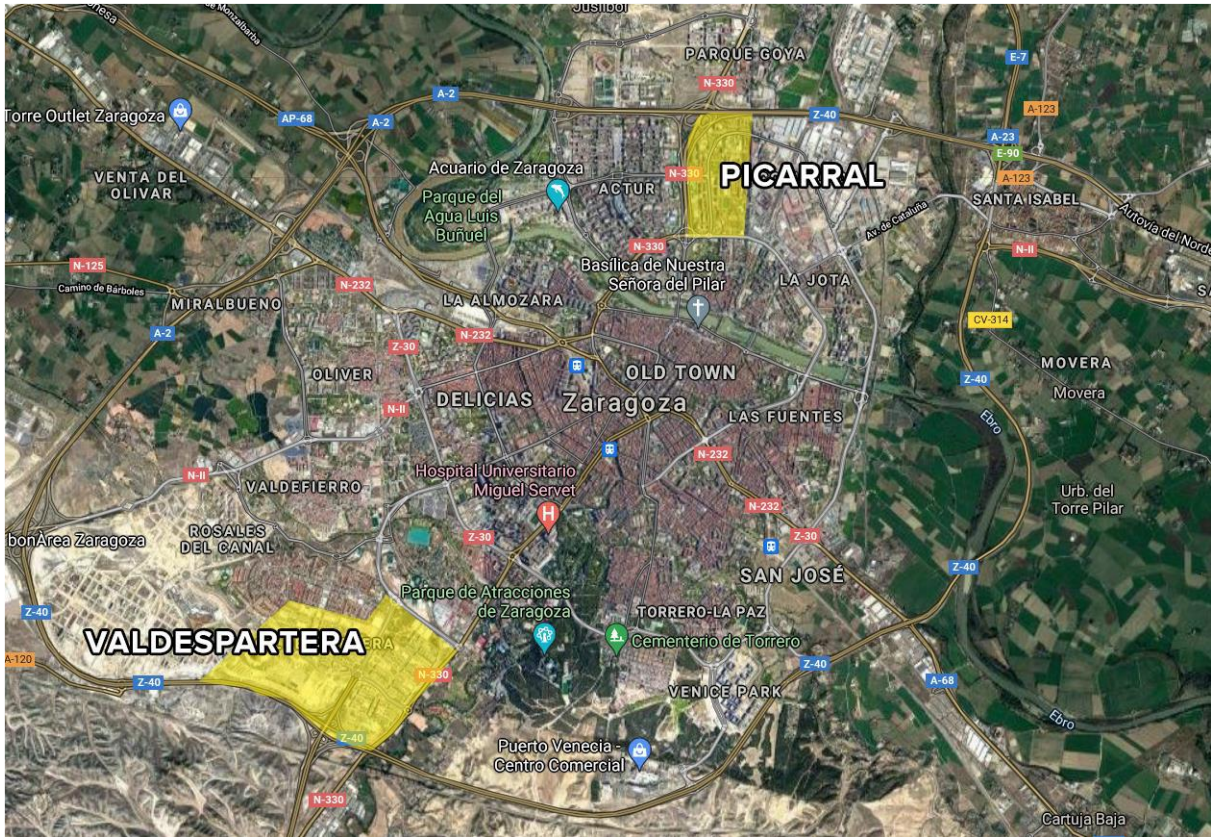 Juslibol
de Monzalbarba
PARQUE GOYA
E-7
N-330
A-2
A-123
Torre Outlet Zaragoza
AP-68
A-2
Z-40
A-23
E-90
A-123
VENTA DEL
OLIVAR
Acuario de Zaragoza
N-330
PICARRAL
ACTUR
SANTA ISABEL
Parque del
Agua Luis
Buñuel
Av. de Cataluña
Autovía del Norde
N-330
N-II
N-125
Camino de Bárboles
Basílica de Nuestra
Señora del Pilar
LA JOTA
SA
N-232
MIRALBUENO
LA ALMOZARA
A-2
N-232
CV-314
Z-30
MOVERA
OLIVER
OLD TOWN
Z-40
Movera
DELICIAS
Zaragoza
N-II
LAS FUENTES
Ebro
N-232
N-II
Hospital Universitario
Miguel Servet
VALDEFIERRO
Urb. del
Torre Pilar
N-232
ROSALES
DEL CANAL
bonÁrea Zaragoza
Z-30
Z-30
SAN JOSÉ
Z-40
Parque de Atracciones
de Zaragoza
Z-40
TORRERO-LA PAZ
VALDESPARTERA
ERA
Cementerio de Torrero
A-120
Z-40
N-330
Z-40
A-68
VENICE PARK
Ebro
Z-40
Puerto Venecia -
Centro Comercial
N-330
Cartuja Baja